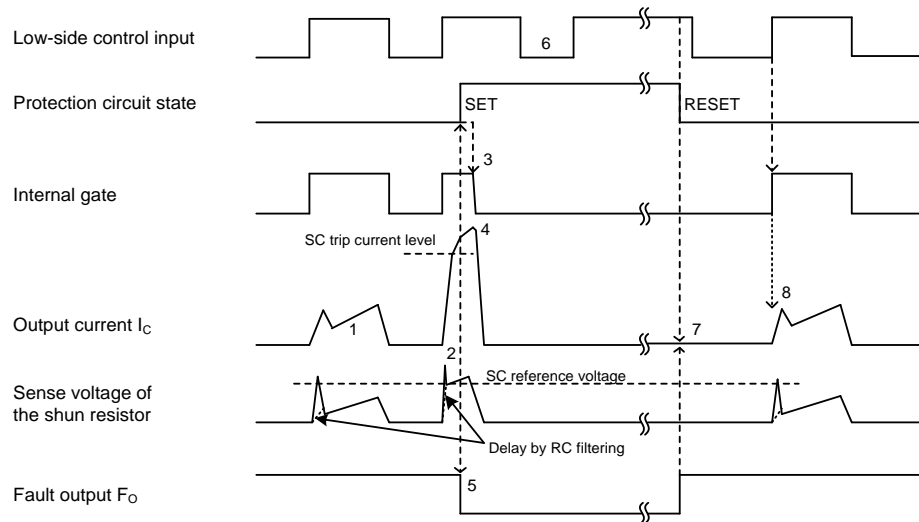 Low-side control input
6
Protection circuit state
SET
RESET
3
Internal gate
4
SC trip current level
8
Output current IC
1
7
2
SC reference voltage
Sense voltage of
the shun resistor
Delay by RC filtering
5
Fault output FO